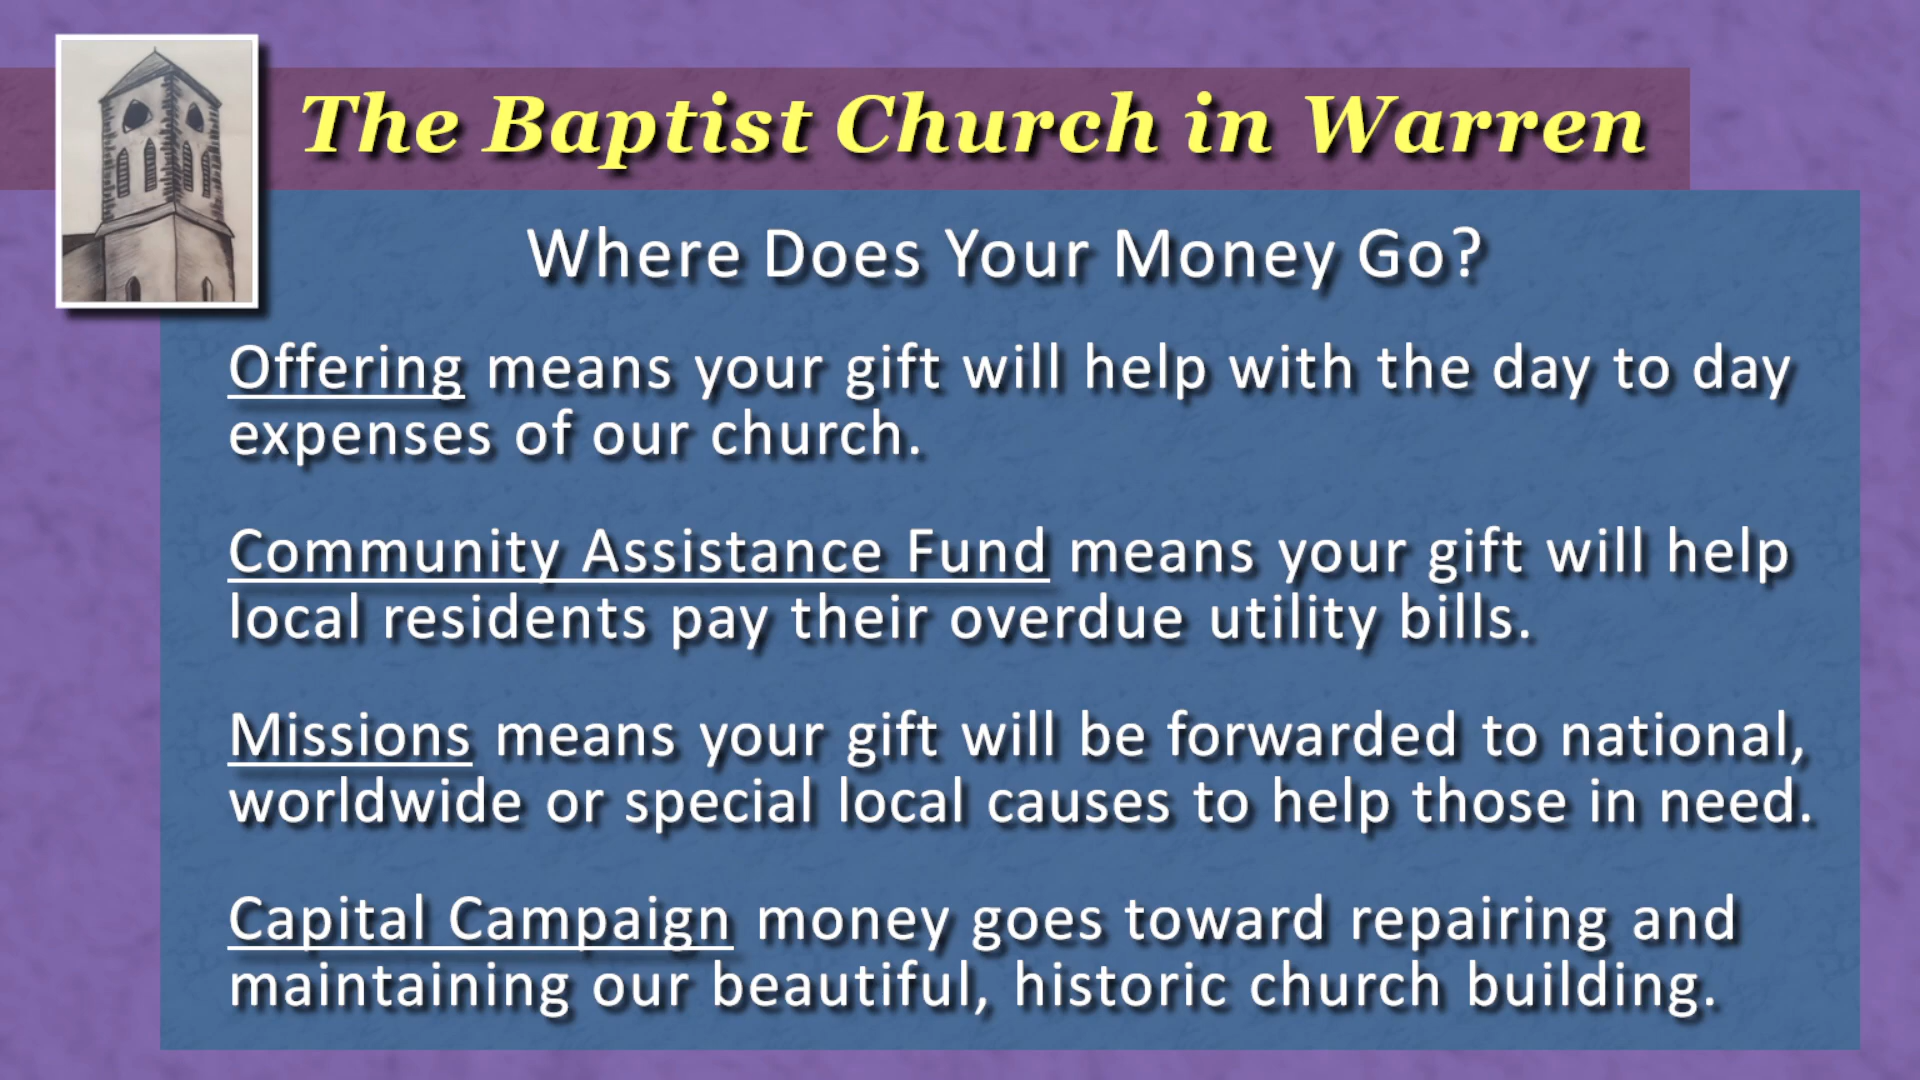 The Baptist Church in Warren
Where Does Your Money Go?
Offering means your gift will help with the day to day
expenses of our church.
Community Assistance Fund means your gift will help
local residents pay their overdue utility bills.
Missions means your gift will be forwarded to national,
worldwide or special local causes to help those in need.
Capital Campaign money goes toward repairing and
maintaining our beautiful, historic church building.